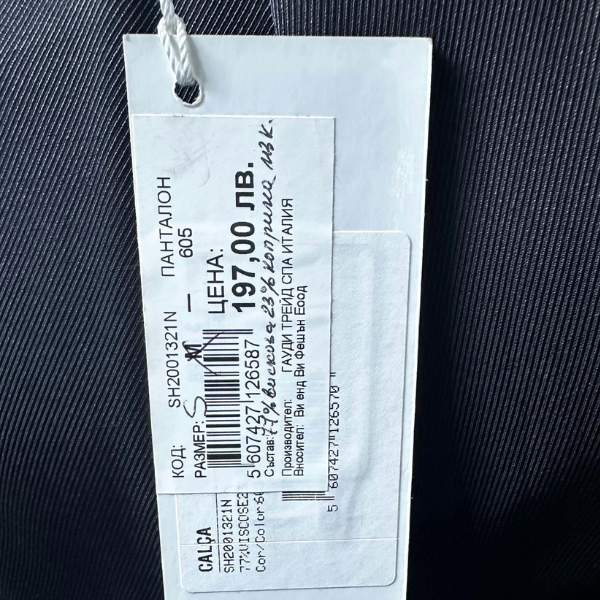 КОД: SH2001321N ПАНТАЛОН
РАЗМЕР: S M — 605
ЦЕНА:
197,00 ЛВ.
5 607427 126587
Състав: 77% вискоза 23% коприна изк.
Производител: ГАУДИ ТРЕЙД СПА ИТАЛИЯ
Вносител: Ви енд Ви Фешън Еоод
5 607427 126570
CALÇA
SH2001321N
77%VISCOSE2
Cor/Color: